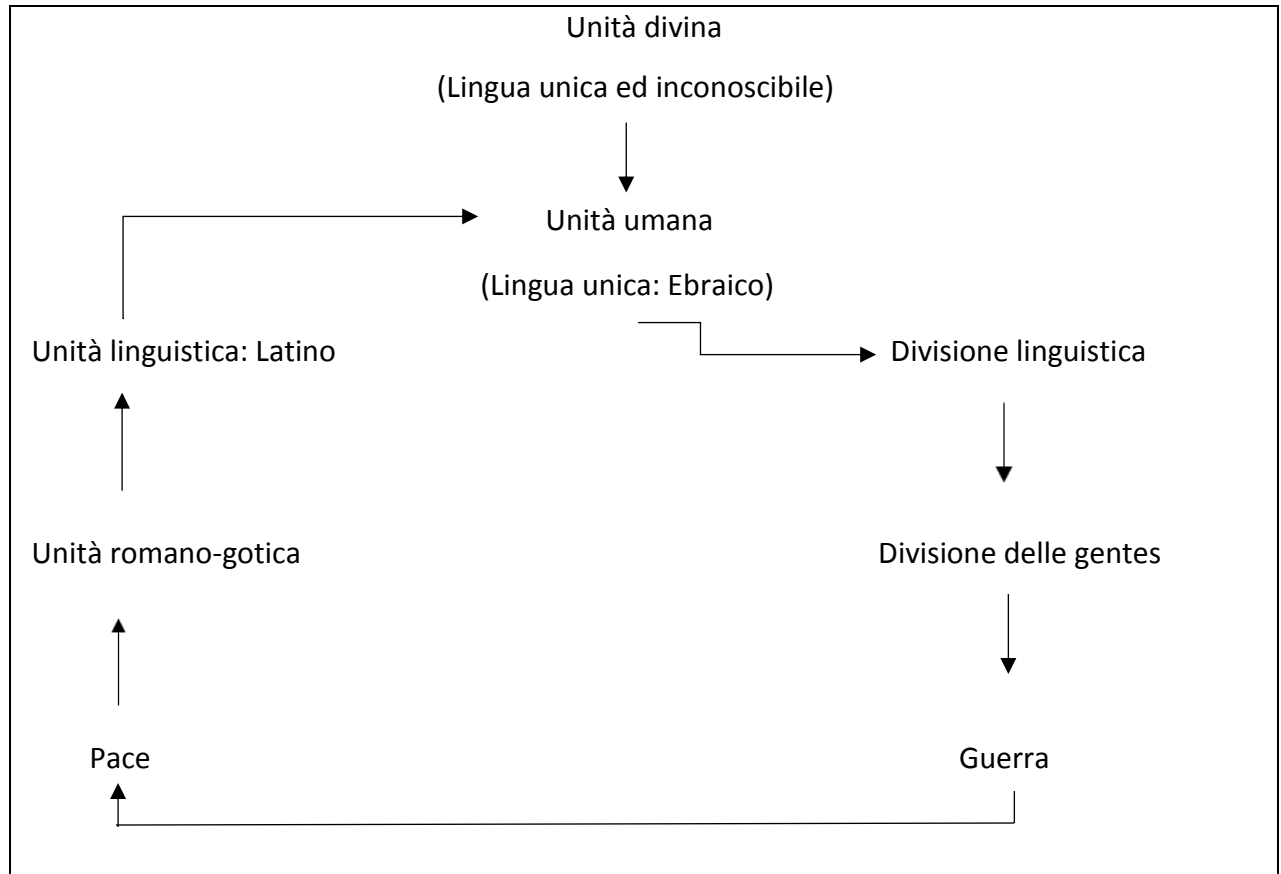 Unità divina
(Lingua unica ed inconoscibile)
Unità umana
(Lingua unica: Ebraico)
Unità linguistica: Latino
Divisione linguistica
Unità romano-gotica
Divisione delle gentes
Pace
Guerra